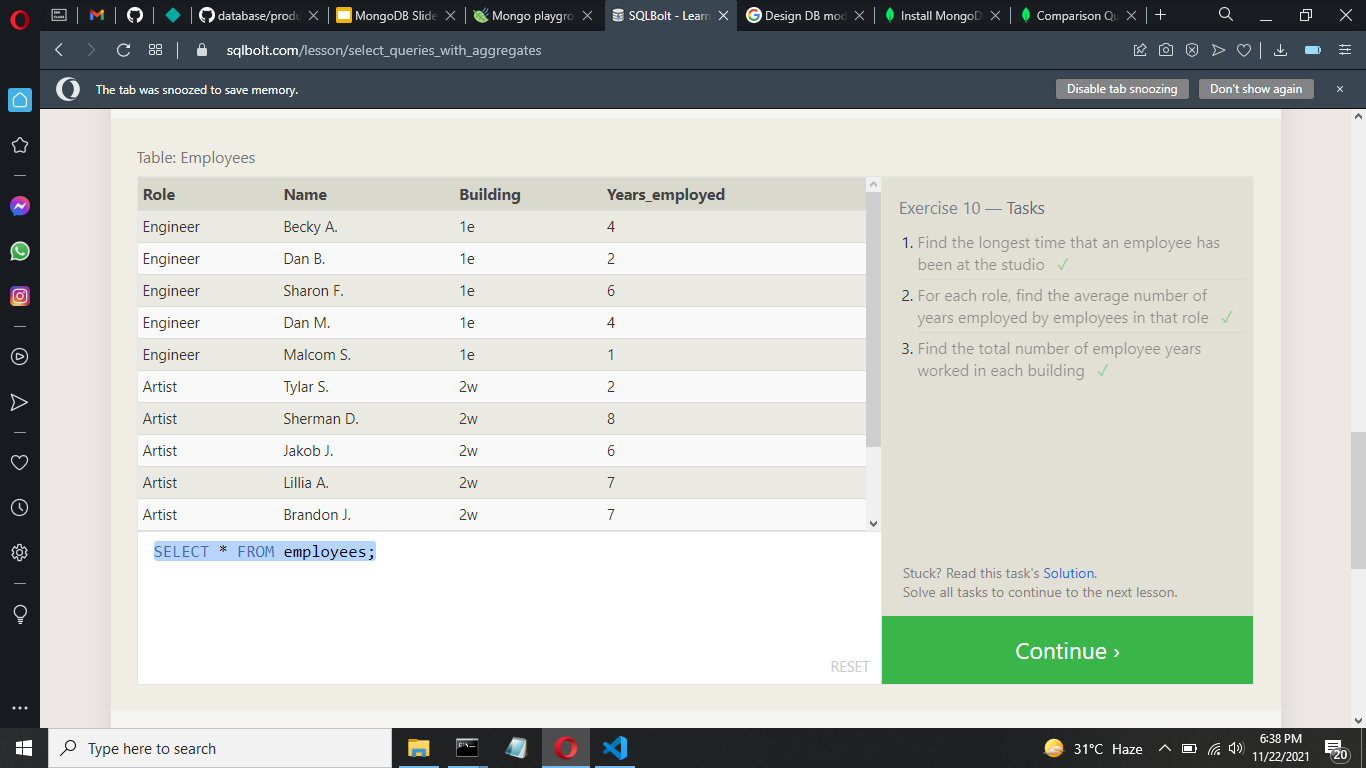 database/produ
MongoDB Slide
Mongo playgro
SQLBolt - Learn
Design DB mod
Install MongoD
Comparison Qu
sqlbolt.com/lesson/select_queries_with_aggregates
The tab was snoozed to save memory.
Disable tab snoozing
Don't show again
Table: Employees
Role Name Building Years_employed
Engineer Becky A. 1e 4
Engineer Dan B. 1e 2
Engineer Sharon F. 1e 6
Engineer Dan M. 1e 4
Engineer Malcom S. 1e 1
Artist Tylar S. 2w 2
Artist Sherman D. 2w 8
Artist Jakob J. 2w 6
Artist Lillia A. 2w 7
Artist Brandon J. 2w 7
SELECT * FROM employees;
RESET
Exercise 10 — Tasks
1. Find the longest time that an employee has
been at the studio ✓
2. For each role, find the average number of
years employed by employees in that role ✓
3. Find the total number of employee years
worked in each building ✓
Stuck? Read this task's Solution.
Solve all tasks to continue to the next lesson.
Continue ›
Type here to search
31°C Haze
6:38 PM
11/22/2021
20